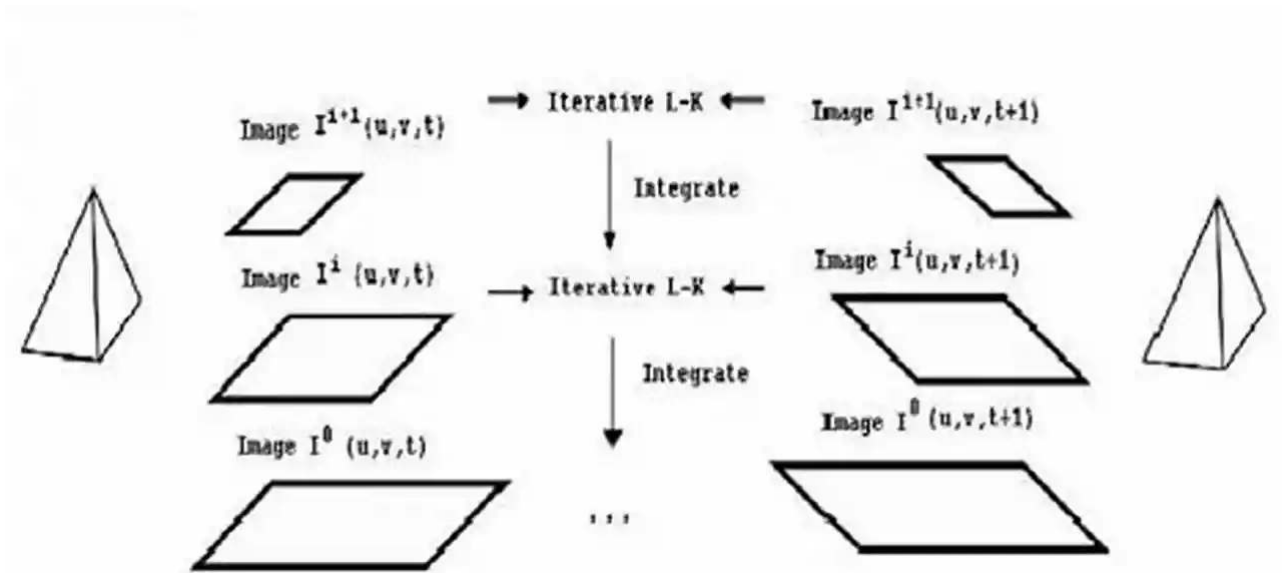 Image I^{i+1}(u,v,t)
Iterative L-K
Image I^{i+1}(u,v,t+1)
Integrate
Image I^i (u,v,t)
Iterative L-K
Image I^i(u,v,t+1)
Integrate
Image I^0 (u,v,t)
Image I^0 (u,v,t+1)
...